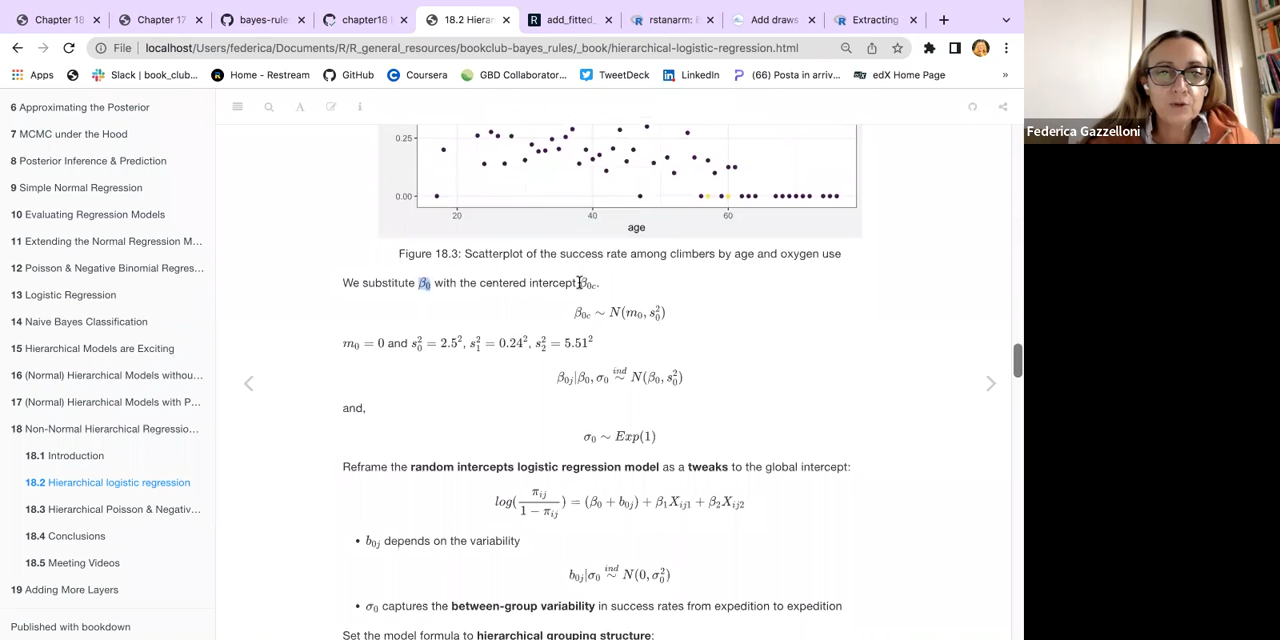 Chapter 18
Chapter 17
bayes-rule
chapter18
18.2 Hierar
add_fitted_
rstanarm: B
Add draws
Extracting
File
localhost/Users/federica/Documents/R/R_general_resources/bookclub-bayes_rules/_book/hierarchical-logistic-regression.html
Apps
Slack | book_club...
Home - Restream
GitHub
Coursera
GBD Collaborator...
TweetDeck
LinkedIn
(66) Posta in arriv...
edX Home Page
»
6 Approximating the Posterior
7 MCMC under the Hood
8 Posterior Inference & Prediction
9 Simple Normal Regression
10 Evaluating Regression Models
11 Extending the Normal Regression M...
12 Poisson & Negative Binomial Regres...
13 Logistic Regression
14 Naive Bayes Classification
15 Hierarchical Models are Exciting
16 (Normal) Hierarchical Models withou...
17 (Normal) Hierarchical Models with P...
18 Non-Normal Hierarchical Regressio...
18.1 Introduction
18.2 Hierarchical logistic regression
18.3 Hierarchical Poisson & Negativ...
18.4 Conclusions
18.5 Meeting Videos
19 Adding More Layers
Published with bookdown
0.25
0.00
20 40 60
age
Figure 18.3: Scatterplot of the success rate among climbers by age and oxygen use
We substitute β₀ with the centered intercept β₀c.
β₀c ∼ N(m₀, s₀²)
m₀ = 0 and s₀² = 2.5², s₁² = 0.24², s₂² = 5.51²
β₀j|β₀, σ₀ ind∼ N(β₀, s₀²)
and,
σ₀ ∼ Exp(1)
Reframe the random intercepts logistic regression model as a tweaks to the global intercept:
log(πij / 1 − πij) = (β₀ + b₀j) + β₁Xij1 + β₂Xij2
• b₀j depends on the variability
b₀j|σ₀ ind∼ N(0, σ₀²)
• σ₀ captures the between-group variability in success rates from expedition to expedition
Set the model formula to hierarchical grouping structure:
Federica Gazzelloni